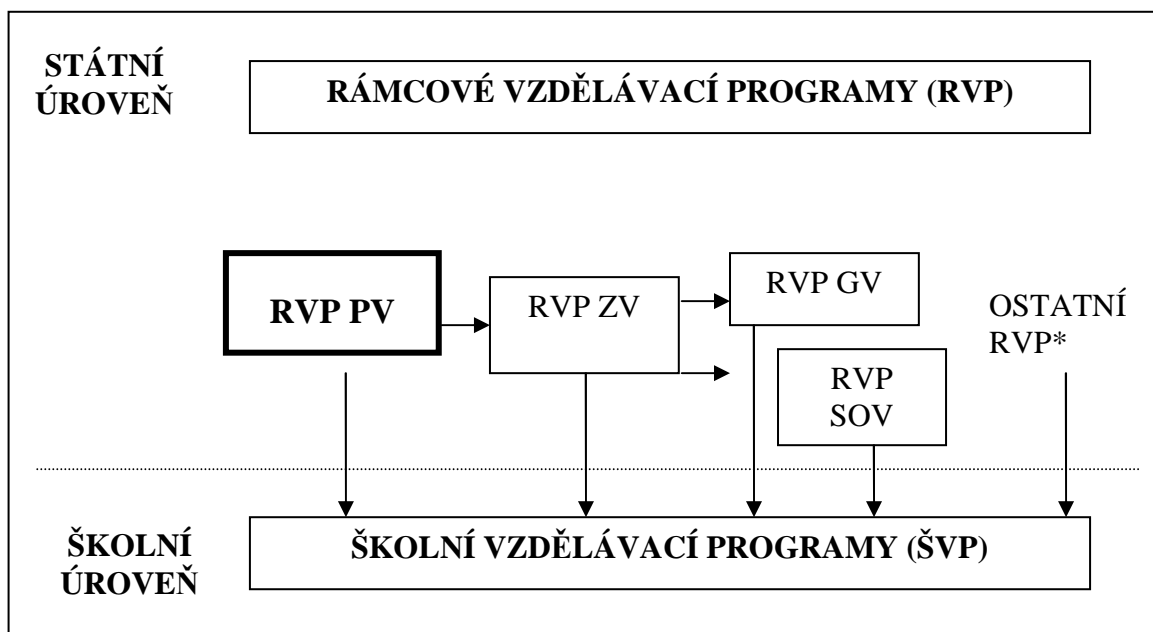 STÁTNÍ
ÚROVEŇ
RÁMCOVÉ VZDĚLÁVACÍ PROGRAMY (RVP)
RVP PV
RVP ZV
RVP GV
RVP
SOV
OSTATNÍ
RVP*
ŠKOLNÍ
ÚROVEŇ
ŠKOLNÍ VZDĚLÁVACÍ PROGRAMY (ŠVP)